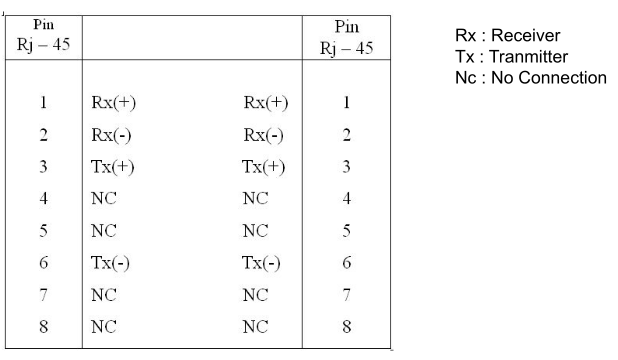 Pin Rj – 45 Pin Rj – 45
1 Rx(+) Rx(+) 1
2 Rx(-) Rx(-) 2
3 Tx(+) Tx(+) 3
4 NC NC 4
5 NC NC 5
6 Tx(-) Tx(-) 6
7 NC NC 7
8 NC NC 8
Rx : Receiver
Tx : Tranmitter
Nc : No Connection